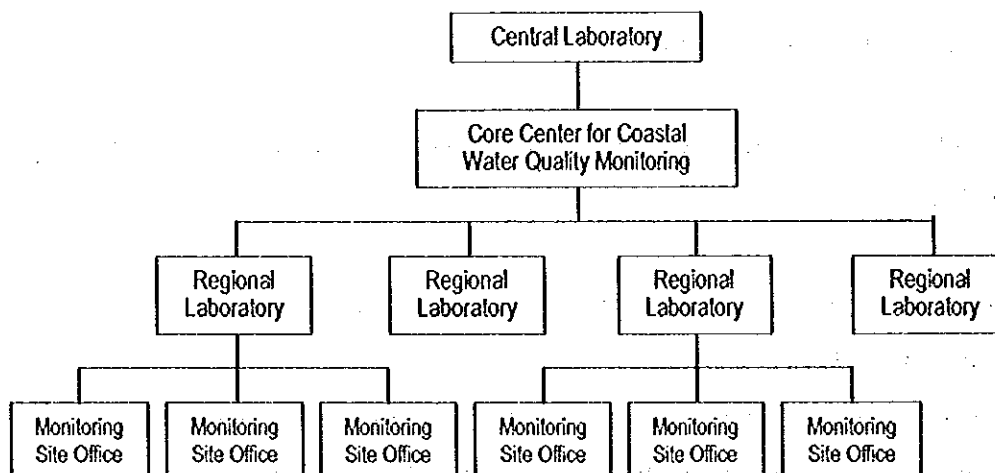 Central Laboratory
Core Center for Coastal
Water Quality Monitoring
Regional
Laboratory
Regional
Laboratory
Regional
Laboratory
Regional
Laboratory
Monitoring
Site Office
Monitoring
Site Office
Monitoring
Site Office
Monitoring
Site Office
Monitoring
Site Office
Monitoring
Site Office